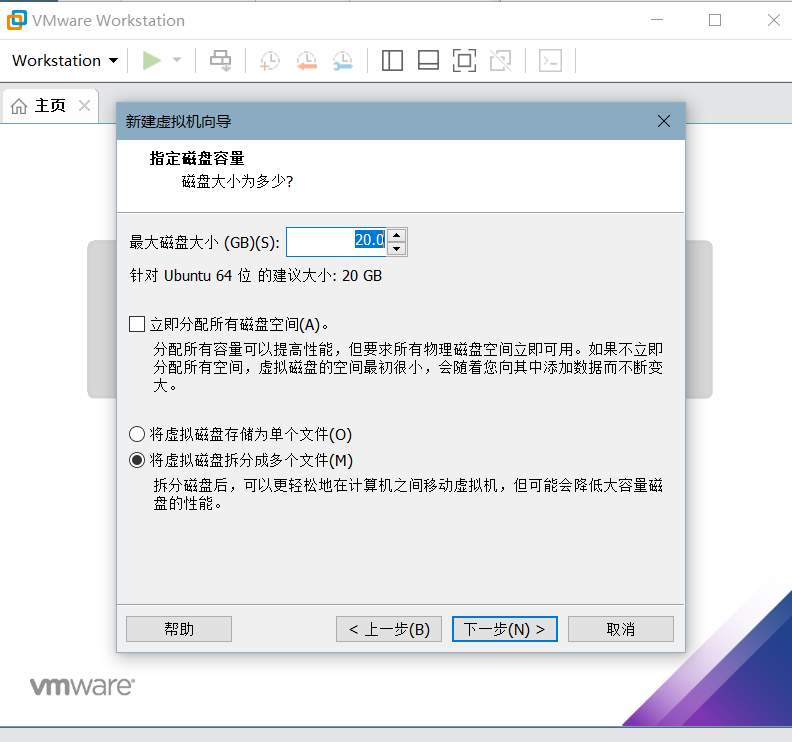 VMware Workstation
Workstation
主页
新建虚拟机向导
指定磁盘容量
磁盘大小为多少?
最大磁盘大小 (GB)(S): 20.0
针对 Ubuntu 64 位 的建议大小: 20 GB
立即分配所有磁盘空间(A)。
分配所有容量可以提高性能，但要求所有物理磁盘空间立即可用。如果不立即
分配所有空间，虚拟磁盘的空间最初很小，会随着您向其中添加数据而不断变
大。
将虚拟磁盘存储为单个文件(O)
将虚拟磁盘拆分成多个文件(M)
拆分磁盘后，可以更轻松地在计算机之间移动虚拟机，但可能会降低大容量磁
盘的性能。
帮助 < 上一步(B) 下一步(N) > 取消
vmware